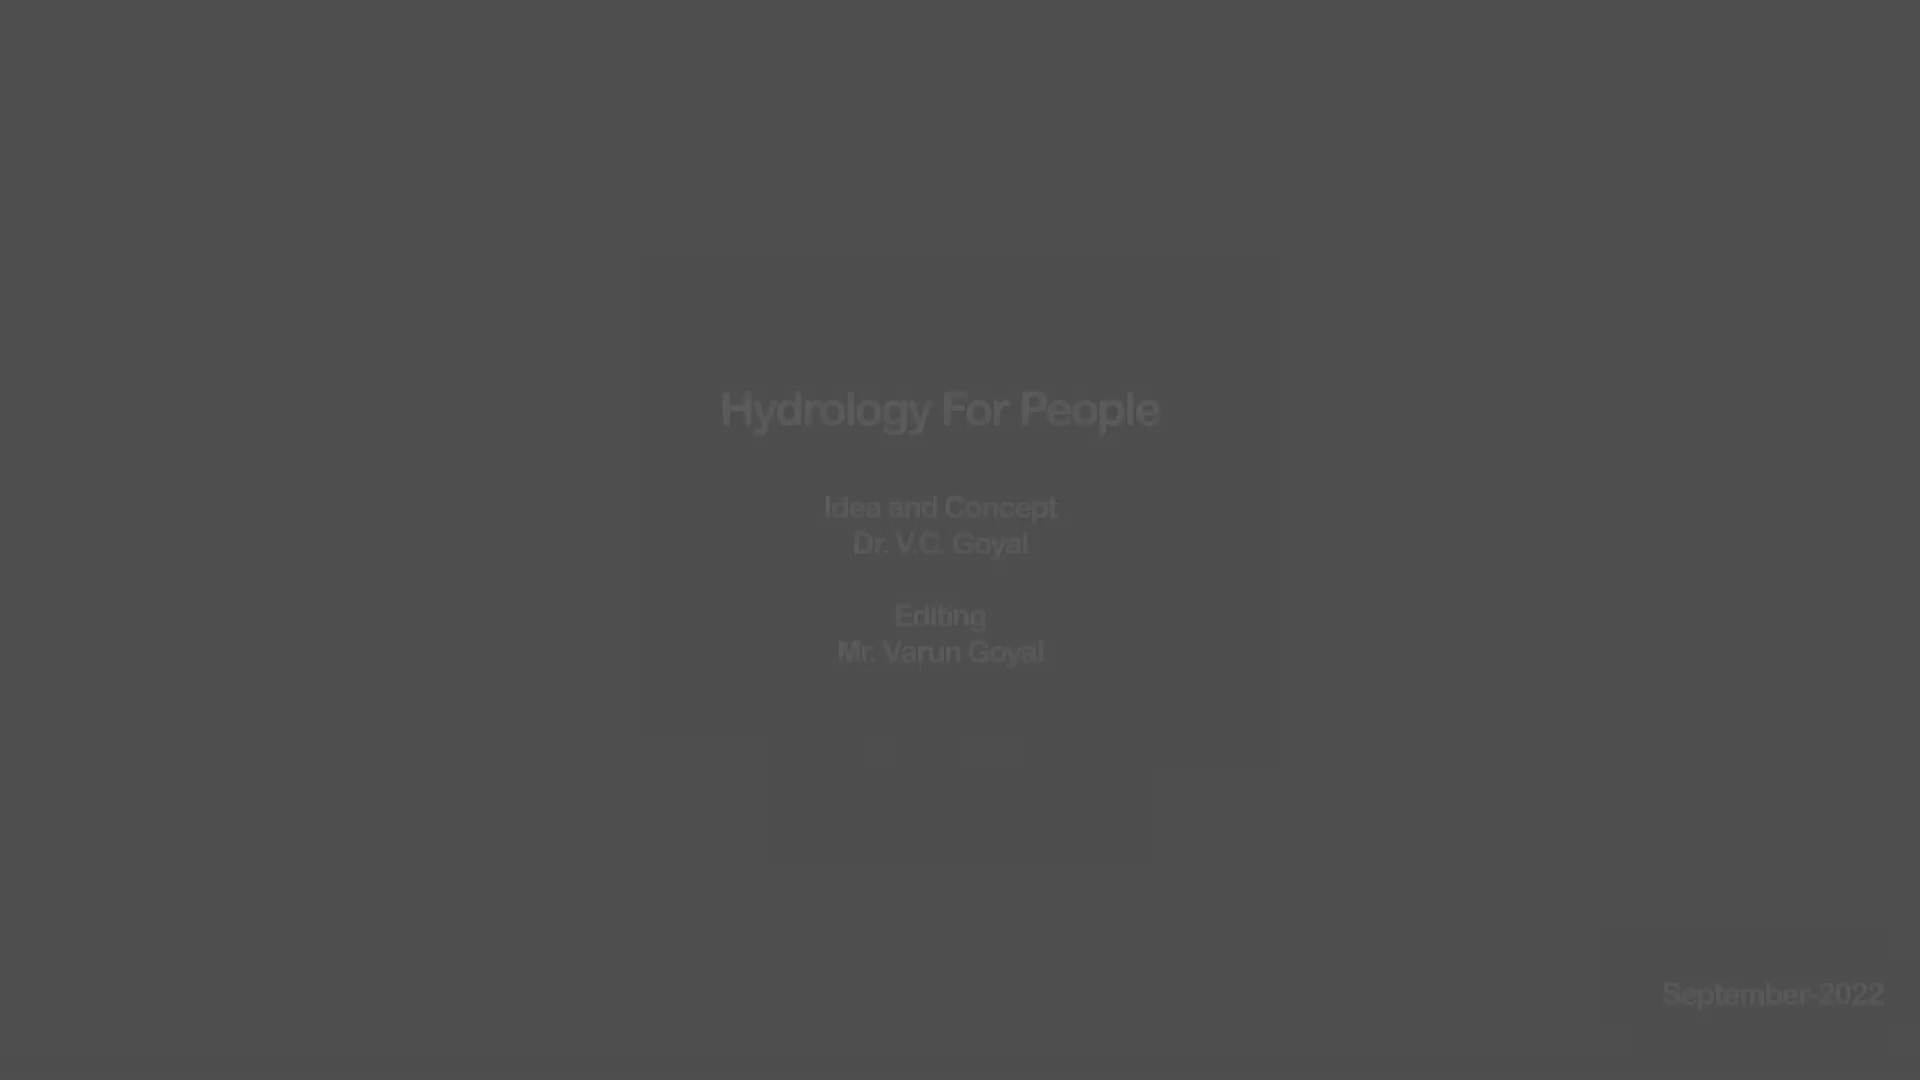 Hydrology For People
Idea and Concept
Dr. V.C. Goyal
Editing
Mr. Varun Goyal
September-2022